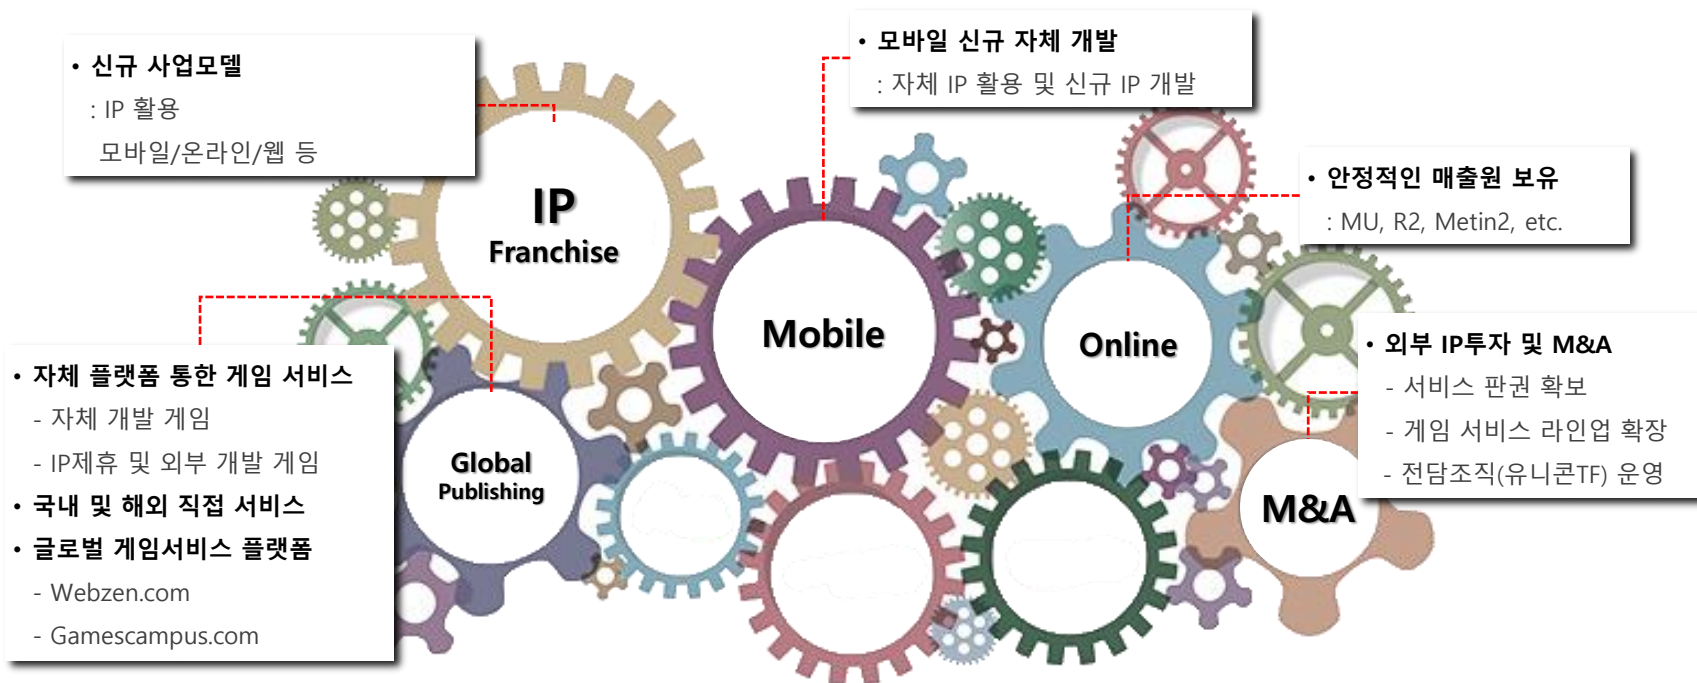 • 신규 사업모델
: IP 활용
모바일/온라인/웹 등
• 모바일 신규 자체 개발
: 자체 IP 활용 및 신규 IP 개발
• 안정적인 매출원 보유
: MU, R2, Metin2, etc.
IP
Franchise
Mobile
Online
• 자체 플랫폼 통한 게임 서비스
- 자체 개발 게임
- IP제휴 및 외부 개발 게임
• 국내 및 해외 직접 서비스
• 글로벌 게임서비스 플랫폼
- Webzen.com
- Gamescampus.com
Global
Publishing
• 외부 IP투자 및 M&A
- 서비스 판권 확보
- 게임 서비스 라인업 확장
- 전담조직(유니콘TF) 운영
M&A